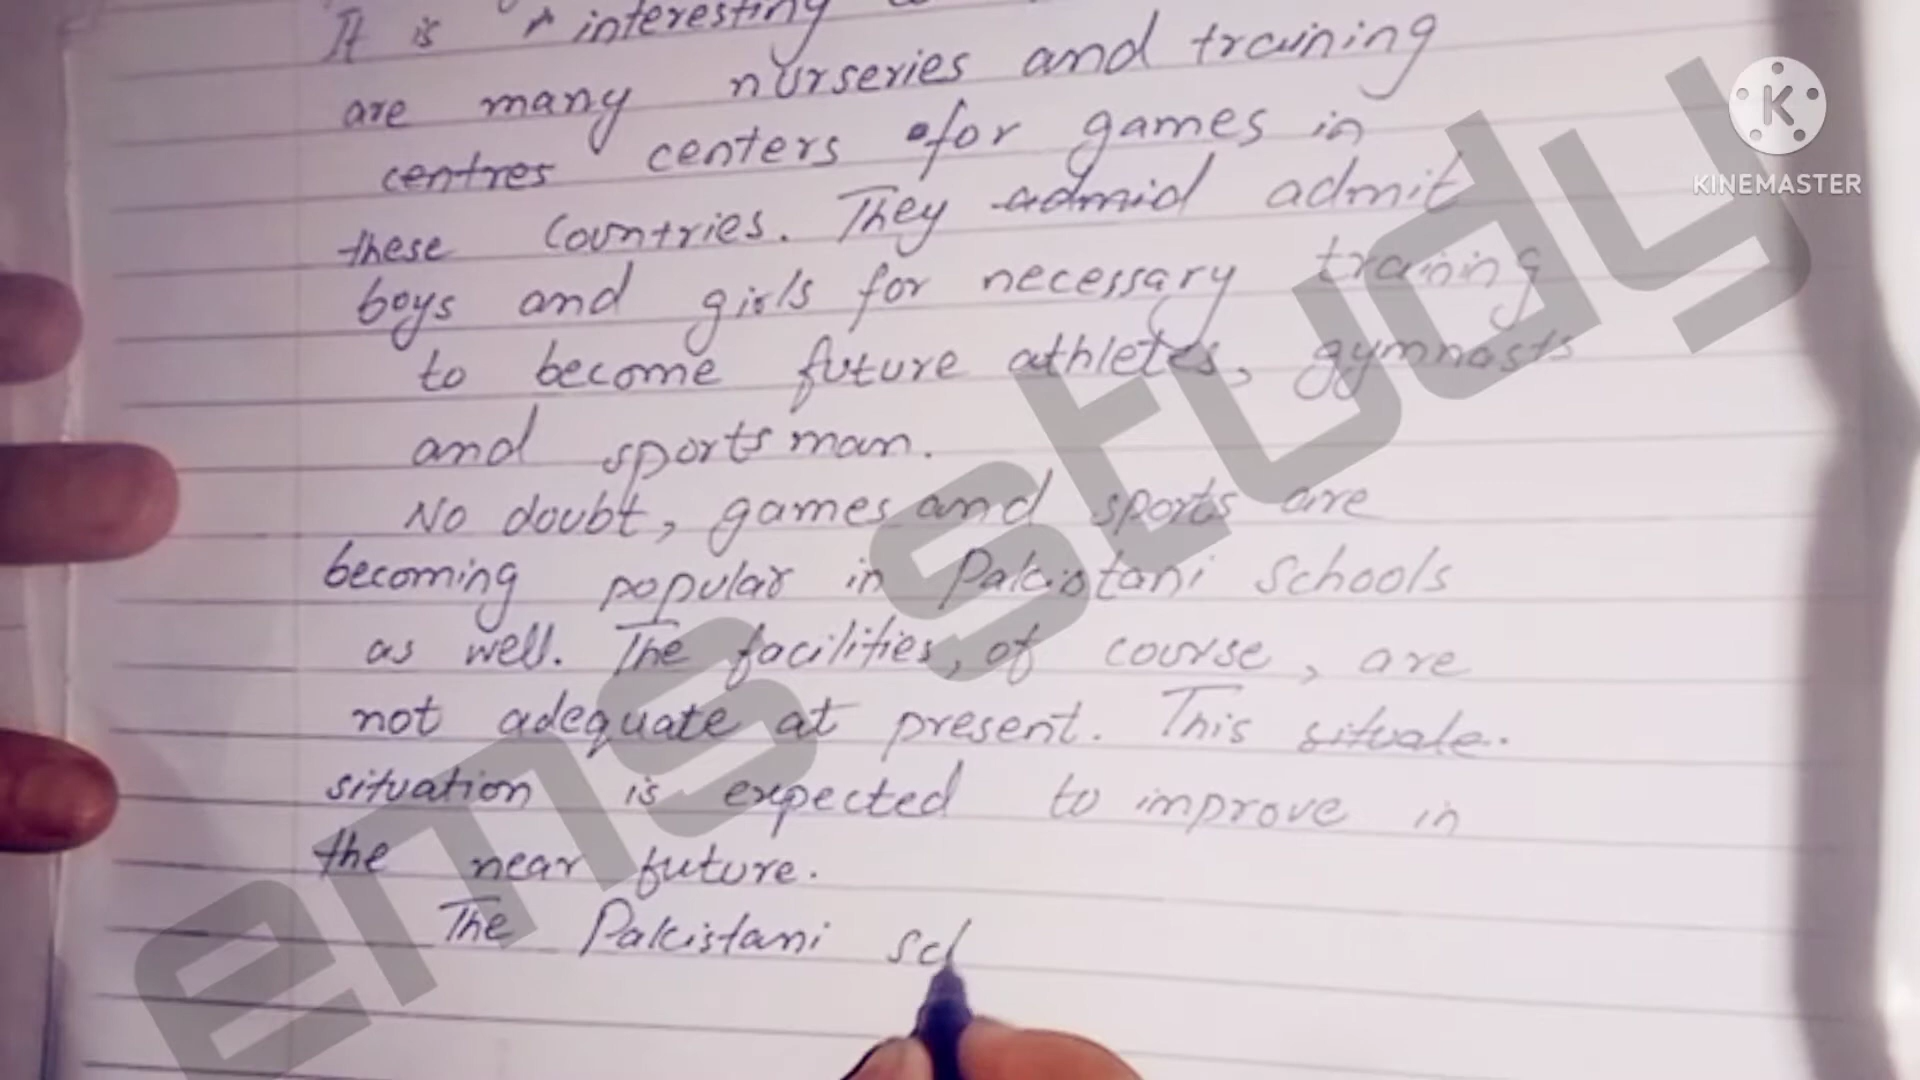 It is interesting
are many nurseries and training
centres centers for games in
these Countries. They admid admit
boys and girls for necessary training
to become future athletes, gymnasts
and sportsman.
No doubt, games and sports are
becoming popular in Pakistani Schools
as well. The facilities, of course, are
not adequate at present. This situate.
situation is expected to improve in
the near future.
The Pakistani sch
KINEMASTER
ems study